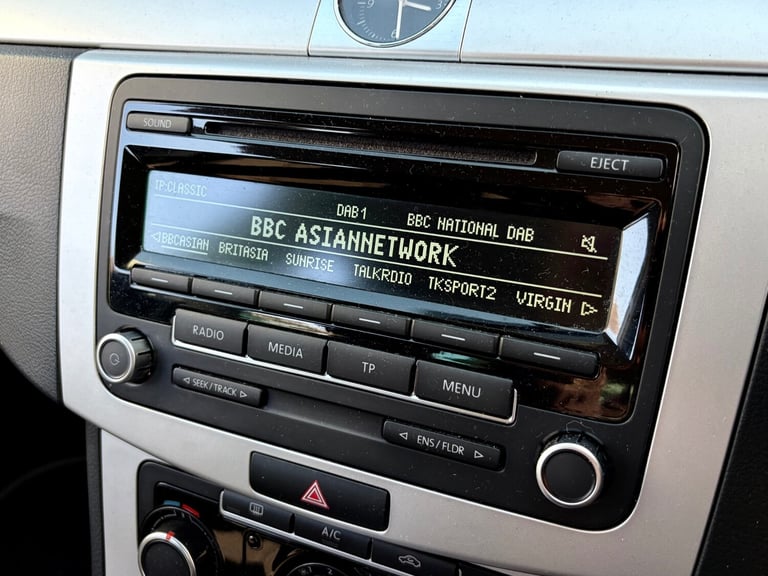 SOUND
EJECT
TP:CLASSIC
DAB1 BBC NATIONAL DAB
BBC ASIANNETWORK
BBCASIAN BRITASIA SUNRISE TALKRDIO TKSPORT2 VIRGIN
RADIO MEDIA TP MENU
SEEK / TRACK
ENS / FLDR
A/C